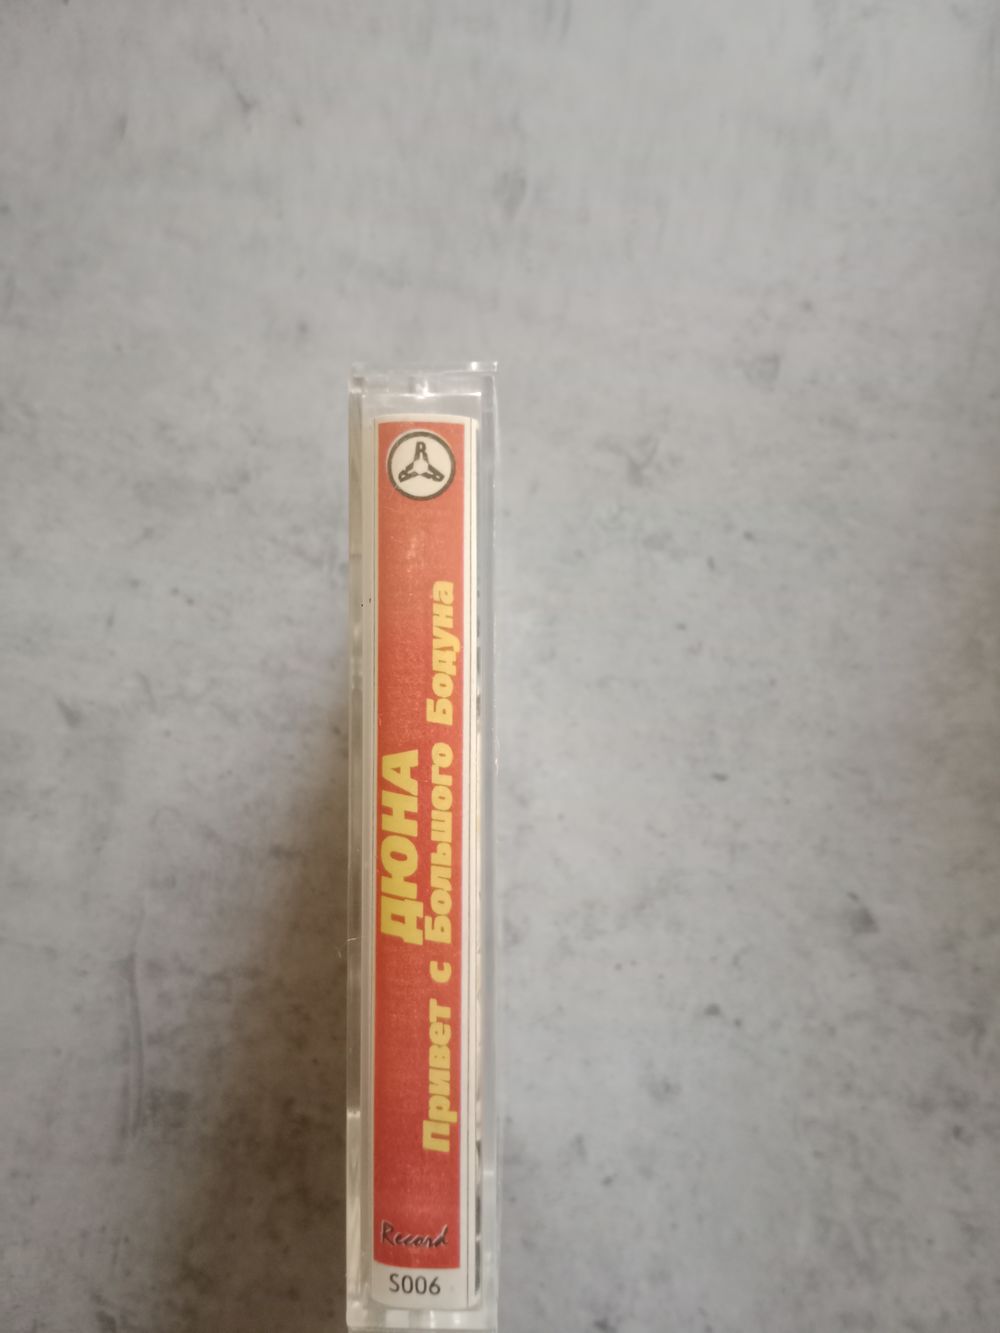 R
ДЮНА
Привет с Большого Бодуна
Record
S006